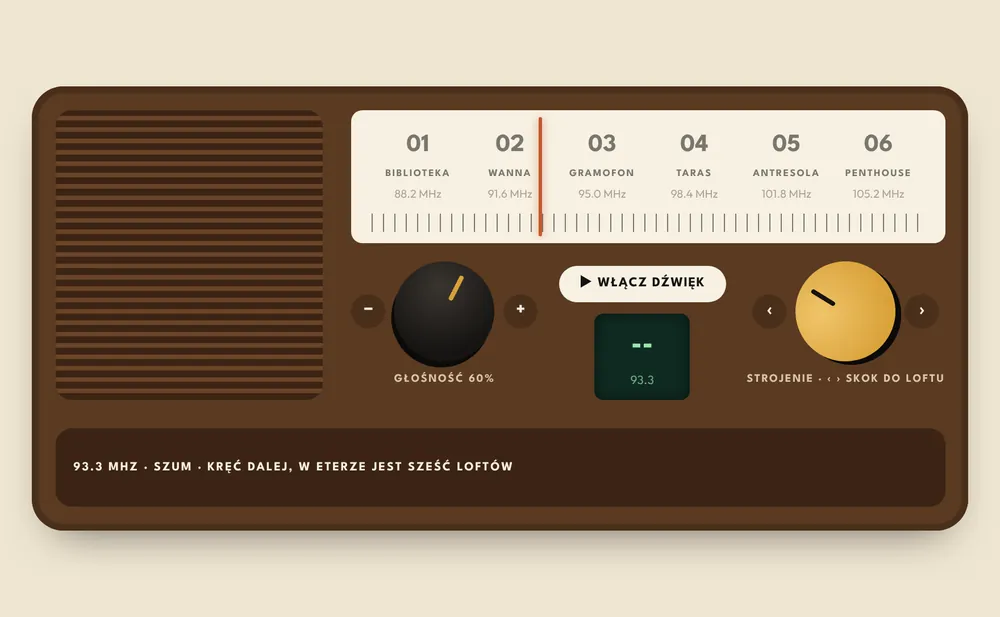 01 02 03 04 05 06
BIBLIOTEKA WANNA GRAMOFON TARAS ANTRESOLA PENTHOUSE
88.2 MHz 91.6 MHz 95.0 MHz 98.4 MHz 101.8 MHz 105.2 MHz
▶ WŁĄCZ DŹWIĘK
− + ‹ ›
--
93.3
GŁOŚNOŚĆ 60% STROJENIE · ‹ › SKOK DO LOFTU
93.3 MHZ · SZUM · KRĘĆ DALEJ, W ETERZE JEST SZEŚĆ LOFTÓW